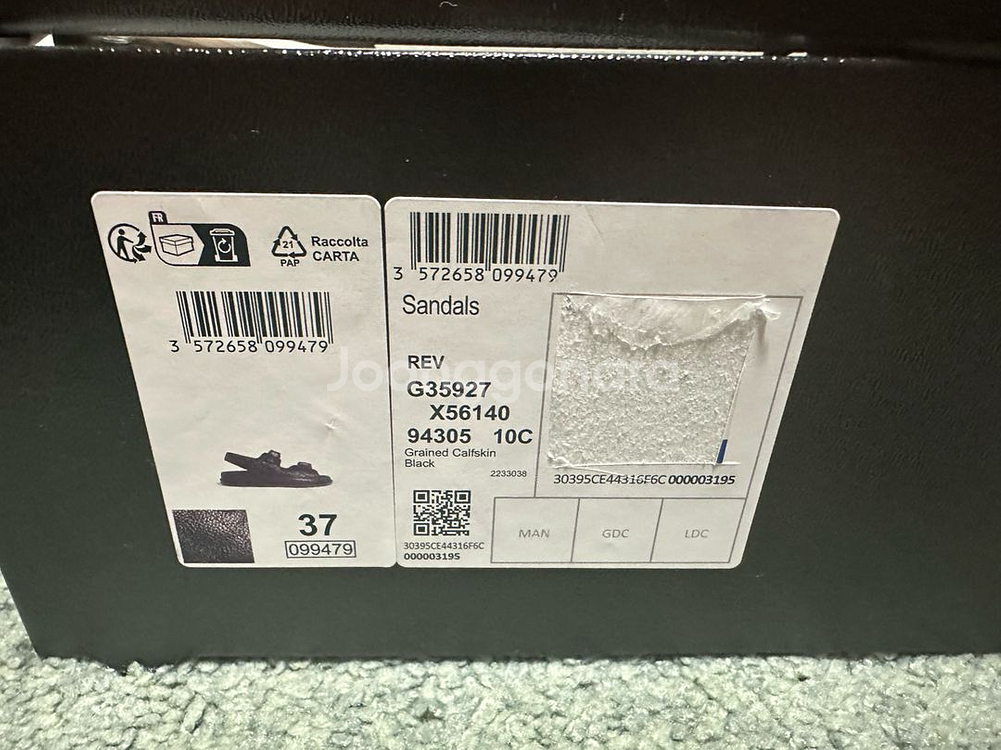 FR
21
PAP
Raccolta
CARTA
3 572658 099479
37
099479
3 572658 099479
Sandals
REV
G35927
X56140
94305 10C
Grained Calfskin
Black
2233038
30395CE44316F6C
000003195
30395CE44316F6C 000003195
MAN GDC LDC
Joonggonara